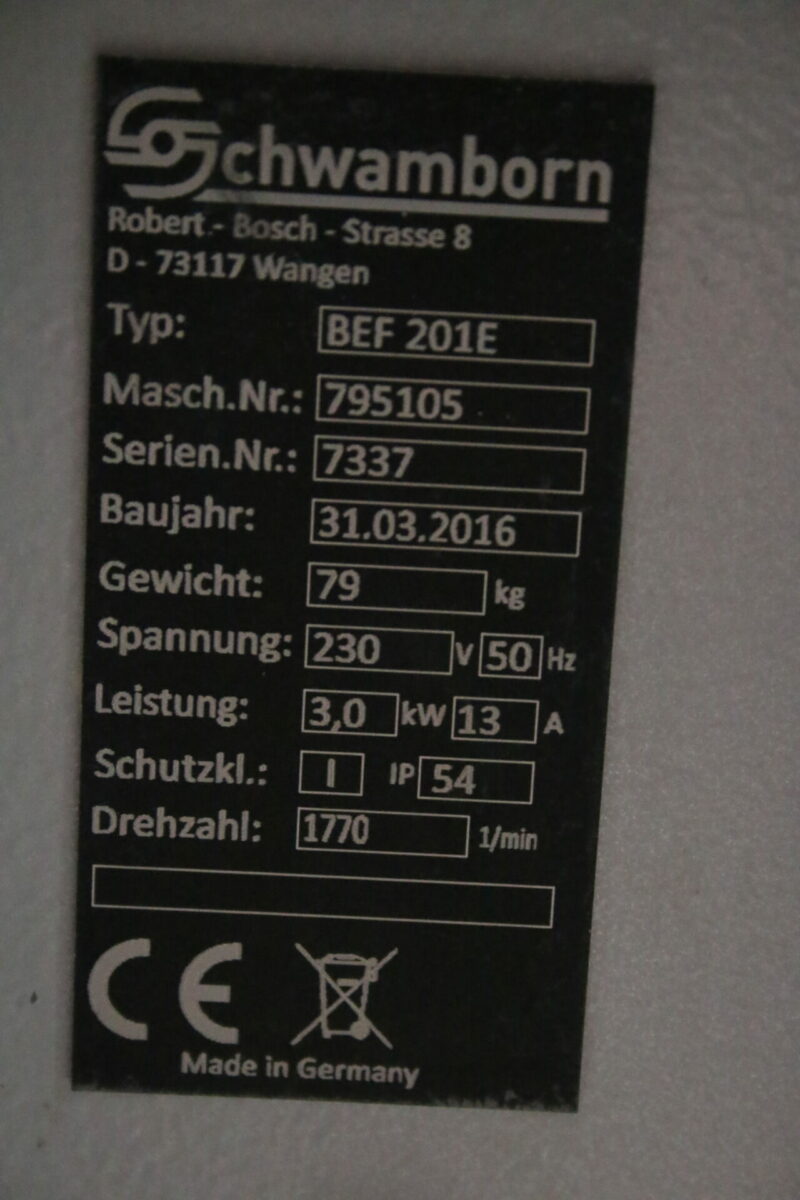 Schwamborn
Robert.- Bosch - Strasse 8
D - 73117 Wangen
Typ: BEF 201E
Masch.Nr.: 795105
Serien.Nr.: 7337
Baujahr: 31.03.2016
Gewicht: 79 kg
Spannung: 230 V 50 Hz
Leistung: 3,0 kW 13 A
Schutzkl.: I IP 54
Drehzahl: 1770 1/min
CE
Made in Germany